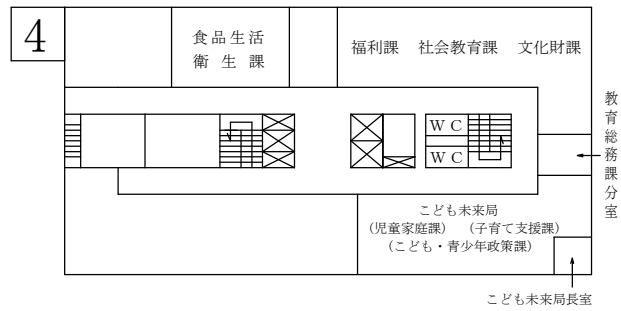 4
食品生活
衛生課
福利課 社会教育課 文化財課
教育総務課分室
WC
WC
こども未来局
(児童家庭課) (子育て支援課)
(こども・青少年政策課)
こども未来局長室